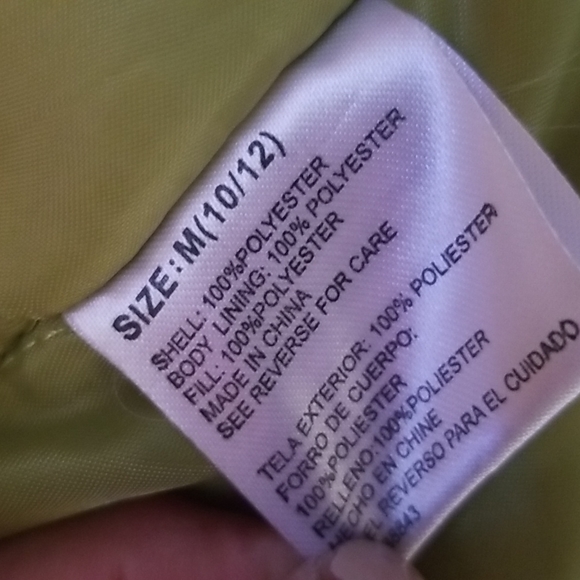 SIZE:M(10/12)
SHELL: 100%POLYESTER
BODY LINING: 100% POLYESTER
FILL: 100%POLYESTER
MADE IN CHINA
SEE REVERSE FOR CARE
TELA EXTERIOR: 100% POLIESTER
FORRO DE CUERPO:
100%POLIESTER
RELLENO:100%POLIESTER
HECHO EN CHINE
EL REVERSO PARA EL CUIDADO